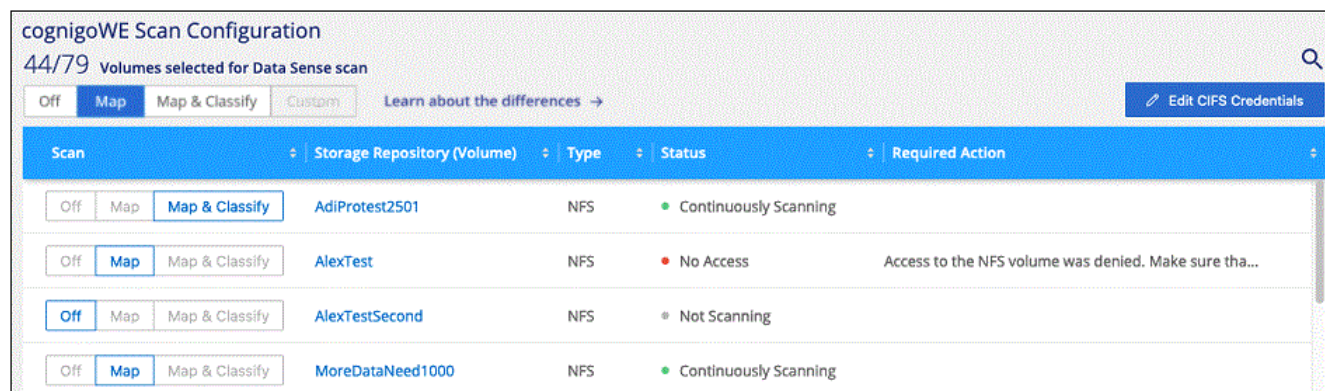 cognigoWE Scan Configuration
44/79 Volumes selected for Data Sense scan
Off Map Map & Classify Custom Learn about the differences → Edit CIFS Credentials
Scan Storage Repository (Volume) Type Status Required Action
Off Map Map & Classify AdiProtest2501 NFS Continuously Scanning
Off Map Map & Classify AlexTest NFS No Access Access to the NFS volume was denied. Make sure tha...
Off Map Map & Classify AlexTestSecond NFS Not Scanning
Off Map Map & Classify MoreDataNeed1000 NFS Continuously Scanning